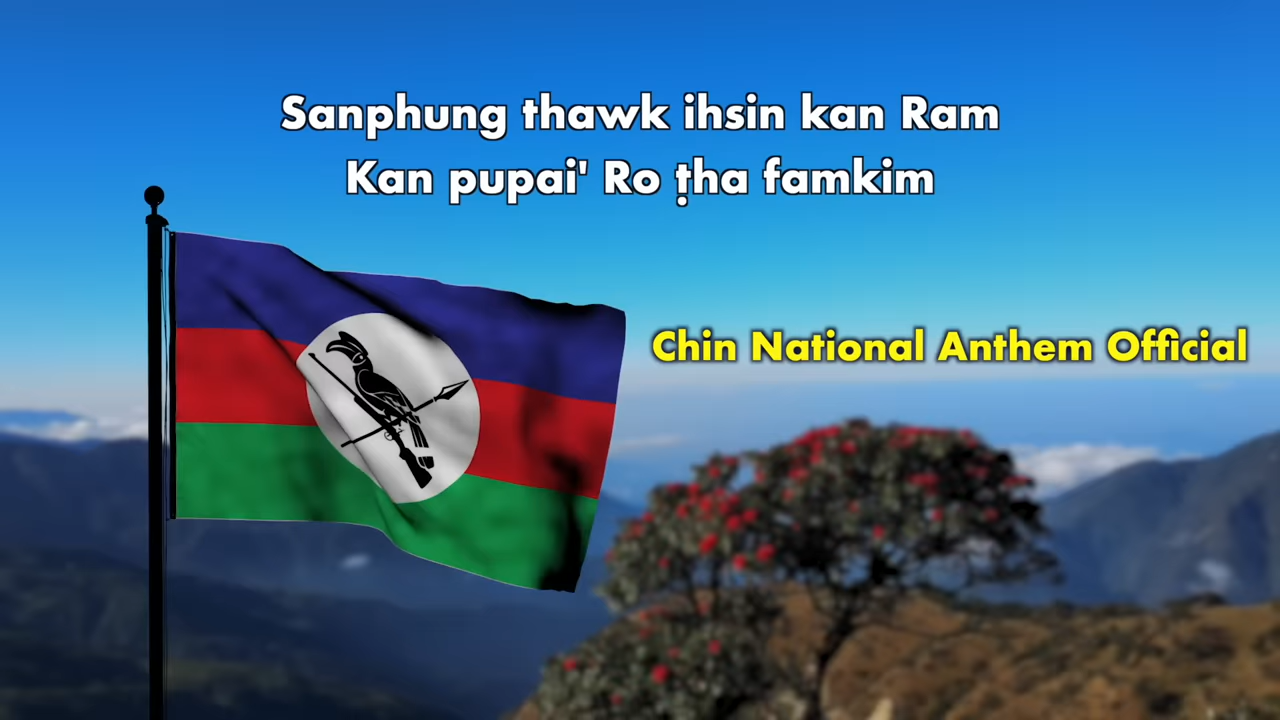 Sanphung thawk ihsin kan Ram
Kan pupai' Ro ṭha famkim
Chin National Anthem Official